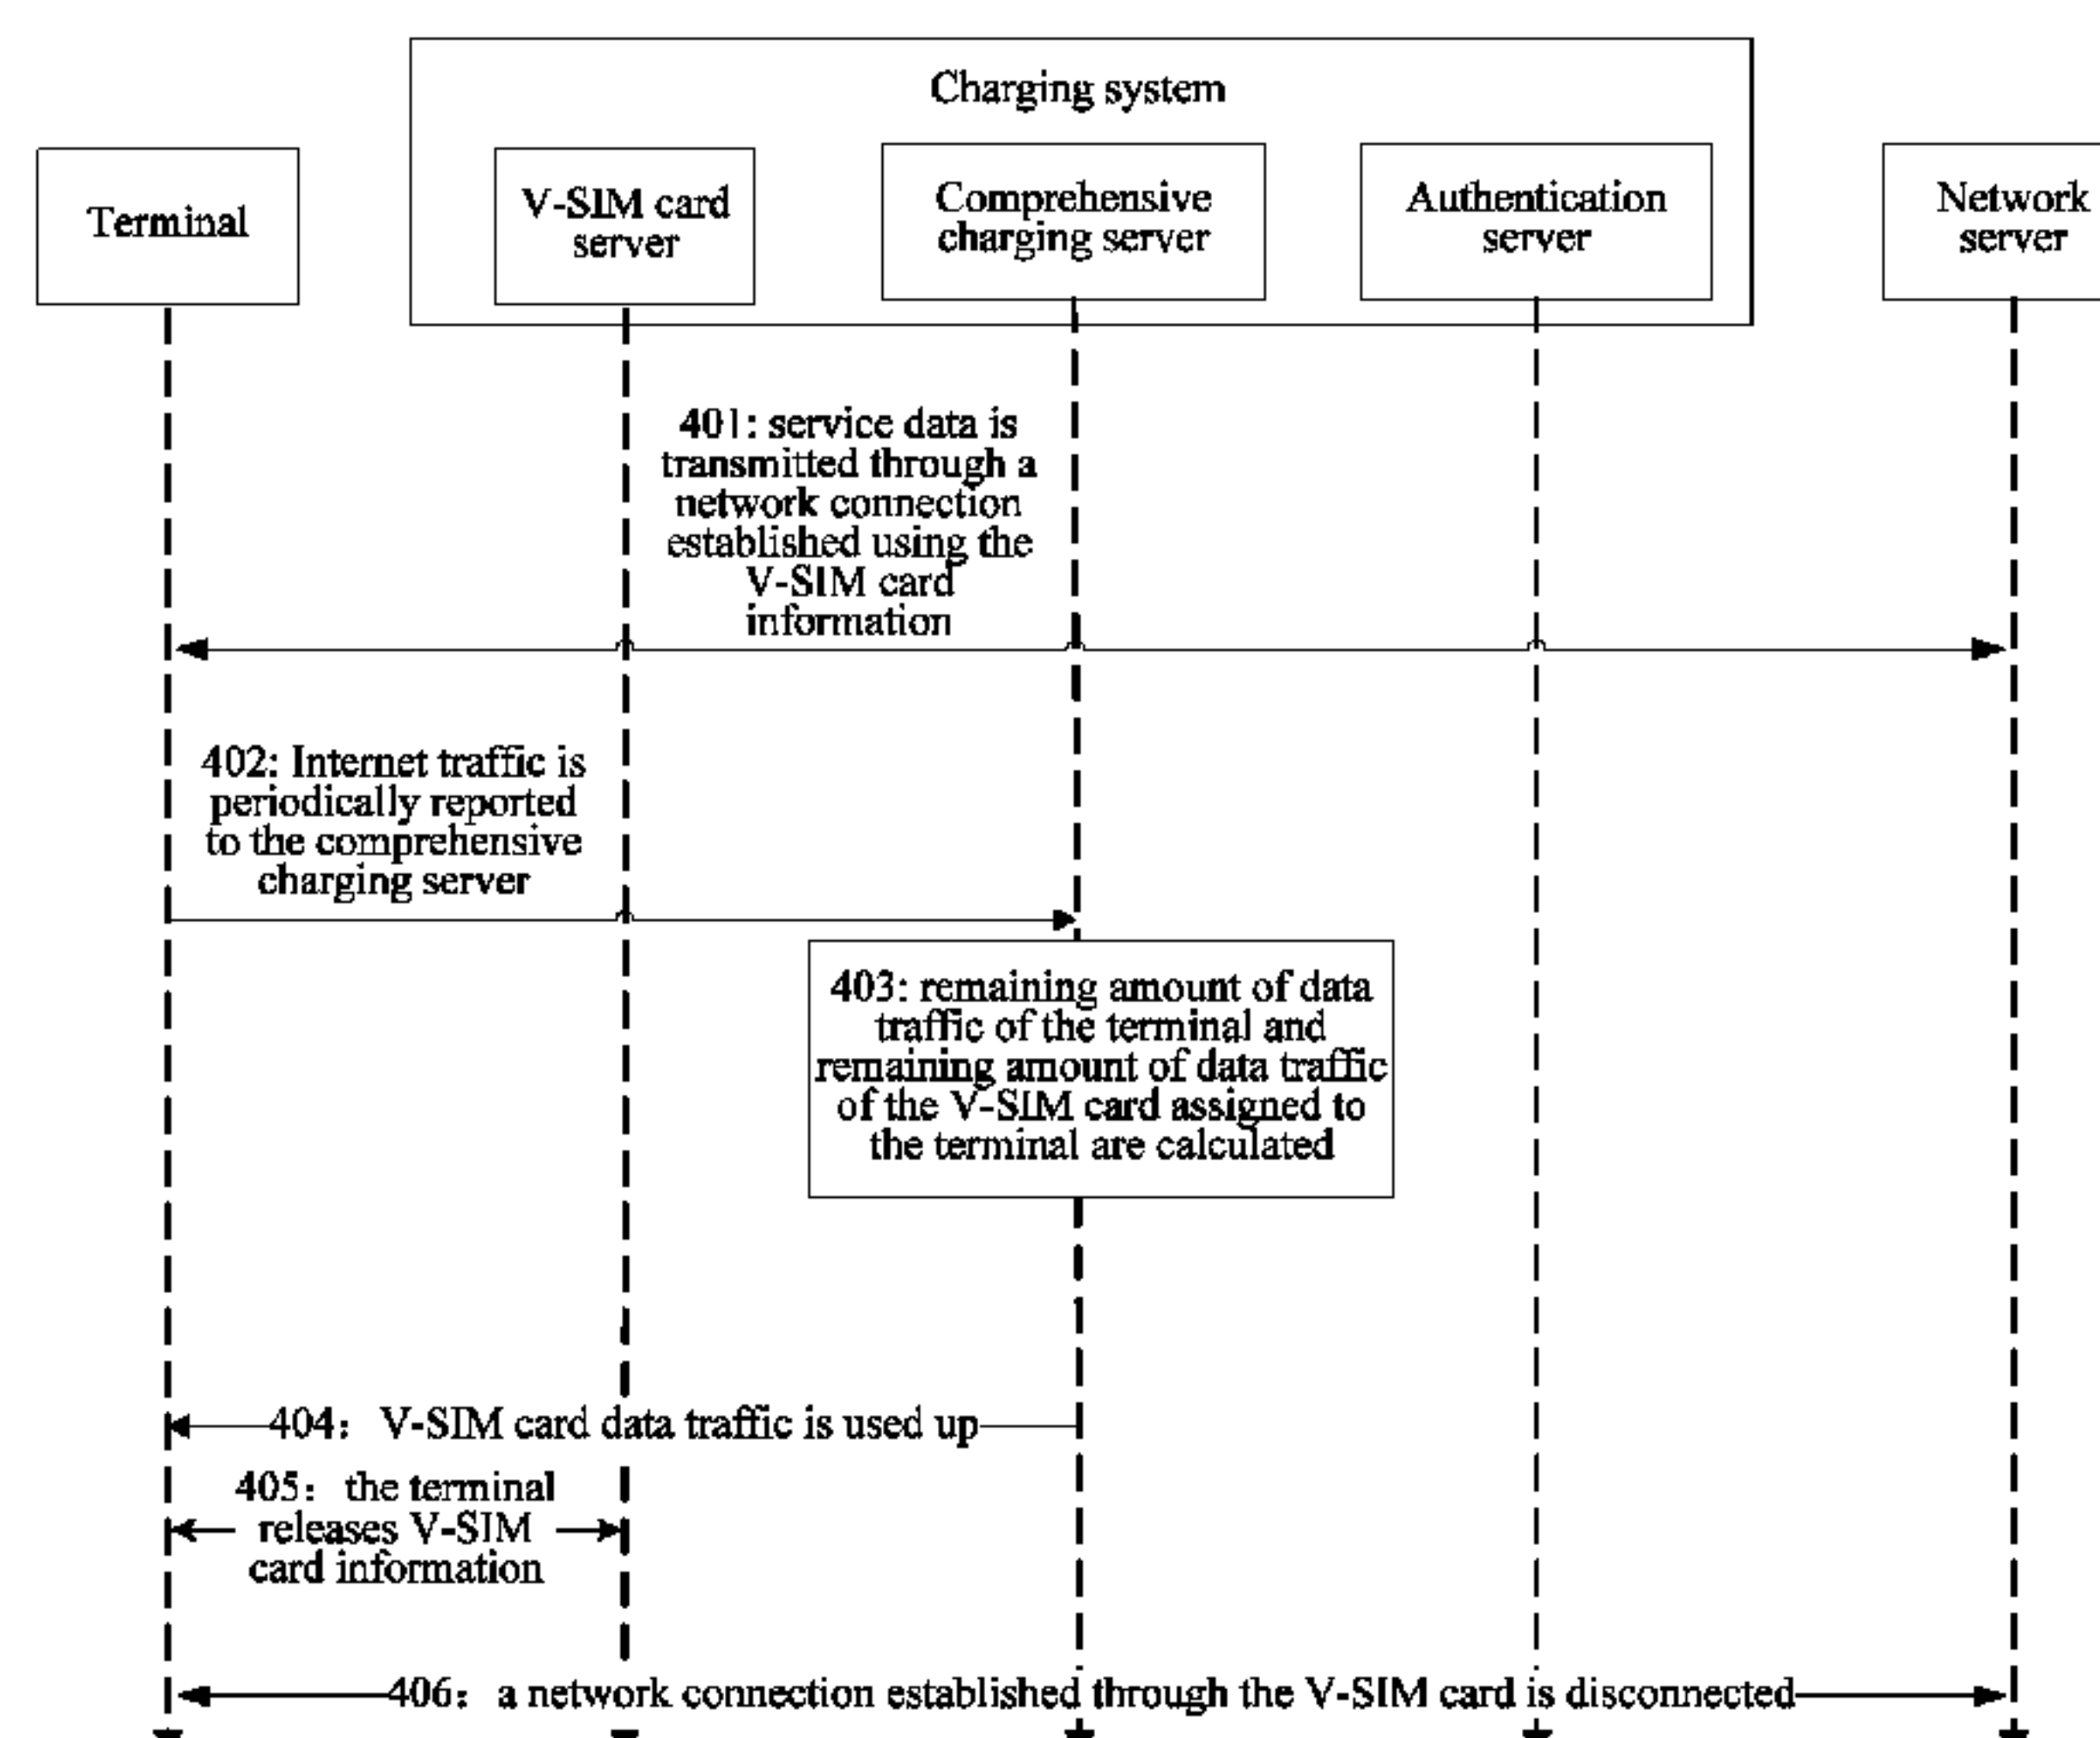 Charging system
Terminal
V-SIM card
server
Comprehensive
charging server
Authentication
server
Network
server
401: service data is
transmitted through a
network connection
established using the
V-SIM card
information
402: Internet traffic is
periodically reported
to the comprehensive
charging server
403: remaining amount of data
traffic of the terminal and
remaining amount of data traffic
of the V-SIM card assigned to
the terminal are calculated
404: V-SIM card data traffic is used up
405: the terminal
releases V-SIM
card information
406: a network connection established through the V-SIM card is disconnected